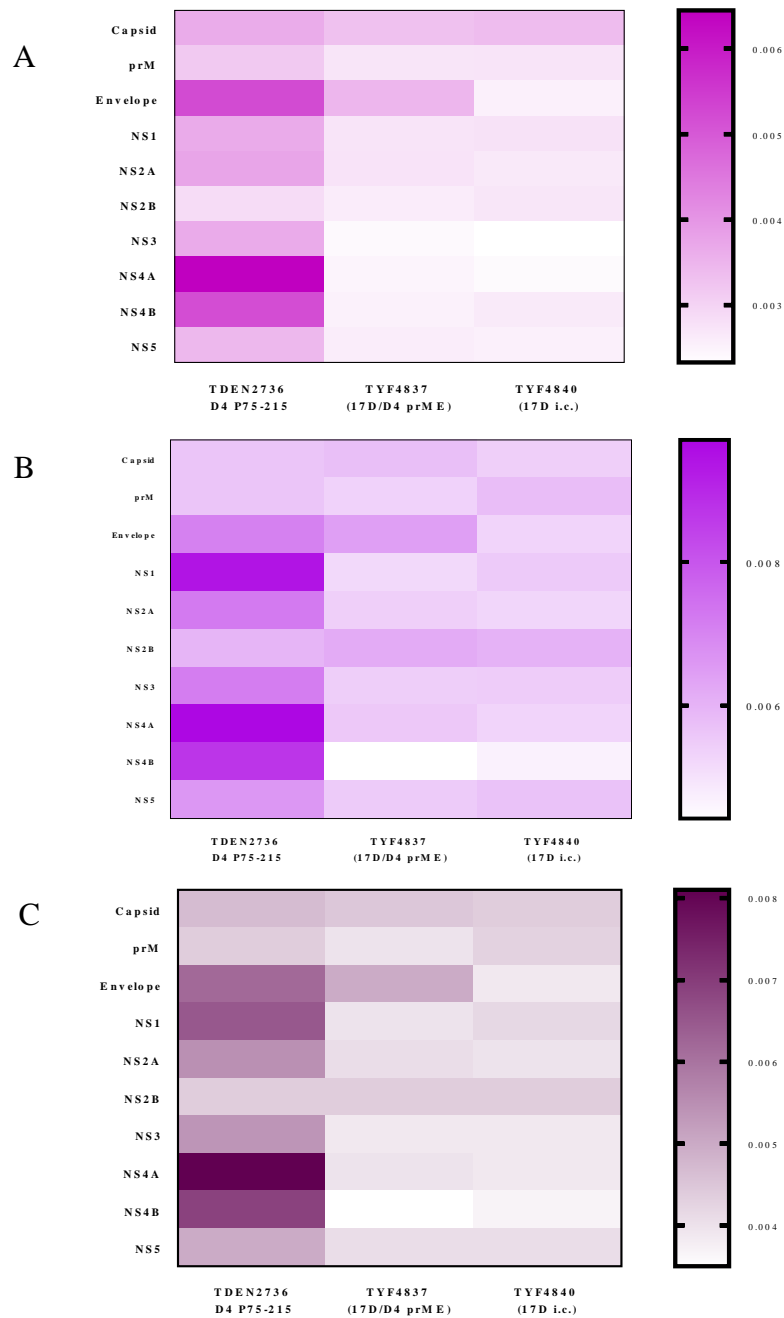 A
Capsid
prM
Envelope
NS1
NS2A
NS2B
NS3
NS4A
NS4B
NS5
TDEN2736
D4 P75-215
TYF4837
(17D/D4 prME)
TYF4840
(17D i.c.)
0.006
0.005
0.004
0.003
B
Capsid
prM
Envelope
NS1
NS2A
NS2B
NS3
NS4A
NS4B
NS5
TDEN2736
D4 P75-215
TYF4837
(17D/D4 prME)
TYF4840
(17D i.c.)
0.008
0.006
C
Capsid
prM
Envelope
NS1
NS2A
NS2B
NS3
NS4A
NS4B
NS5
TDEN2736
D4 P75-215
TYF4837
(17D/D4 prME)
TYF4840
(17D i.c.)
0.008
0.007
0.006
0.005
0.004